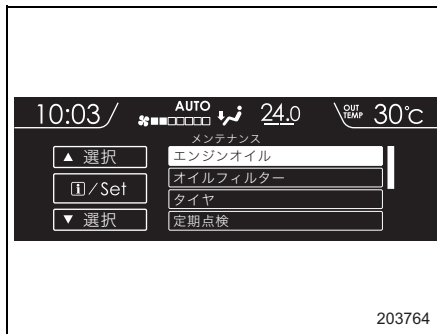 10:03 AUTO 24.0 OUT TEMP 30℃
メンテナンス
▲ 選択
i/Set
▼ 選択
エンジンオイル
オイルフィルター
タイヤ
定期点検
203764